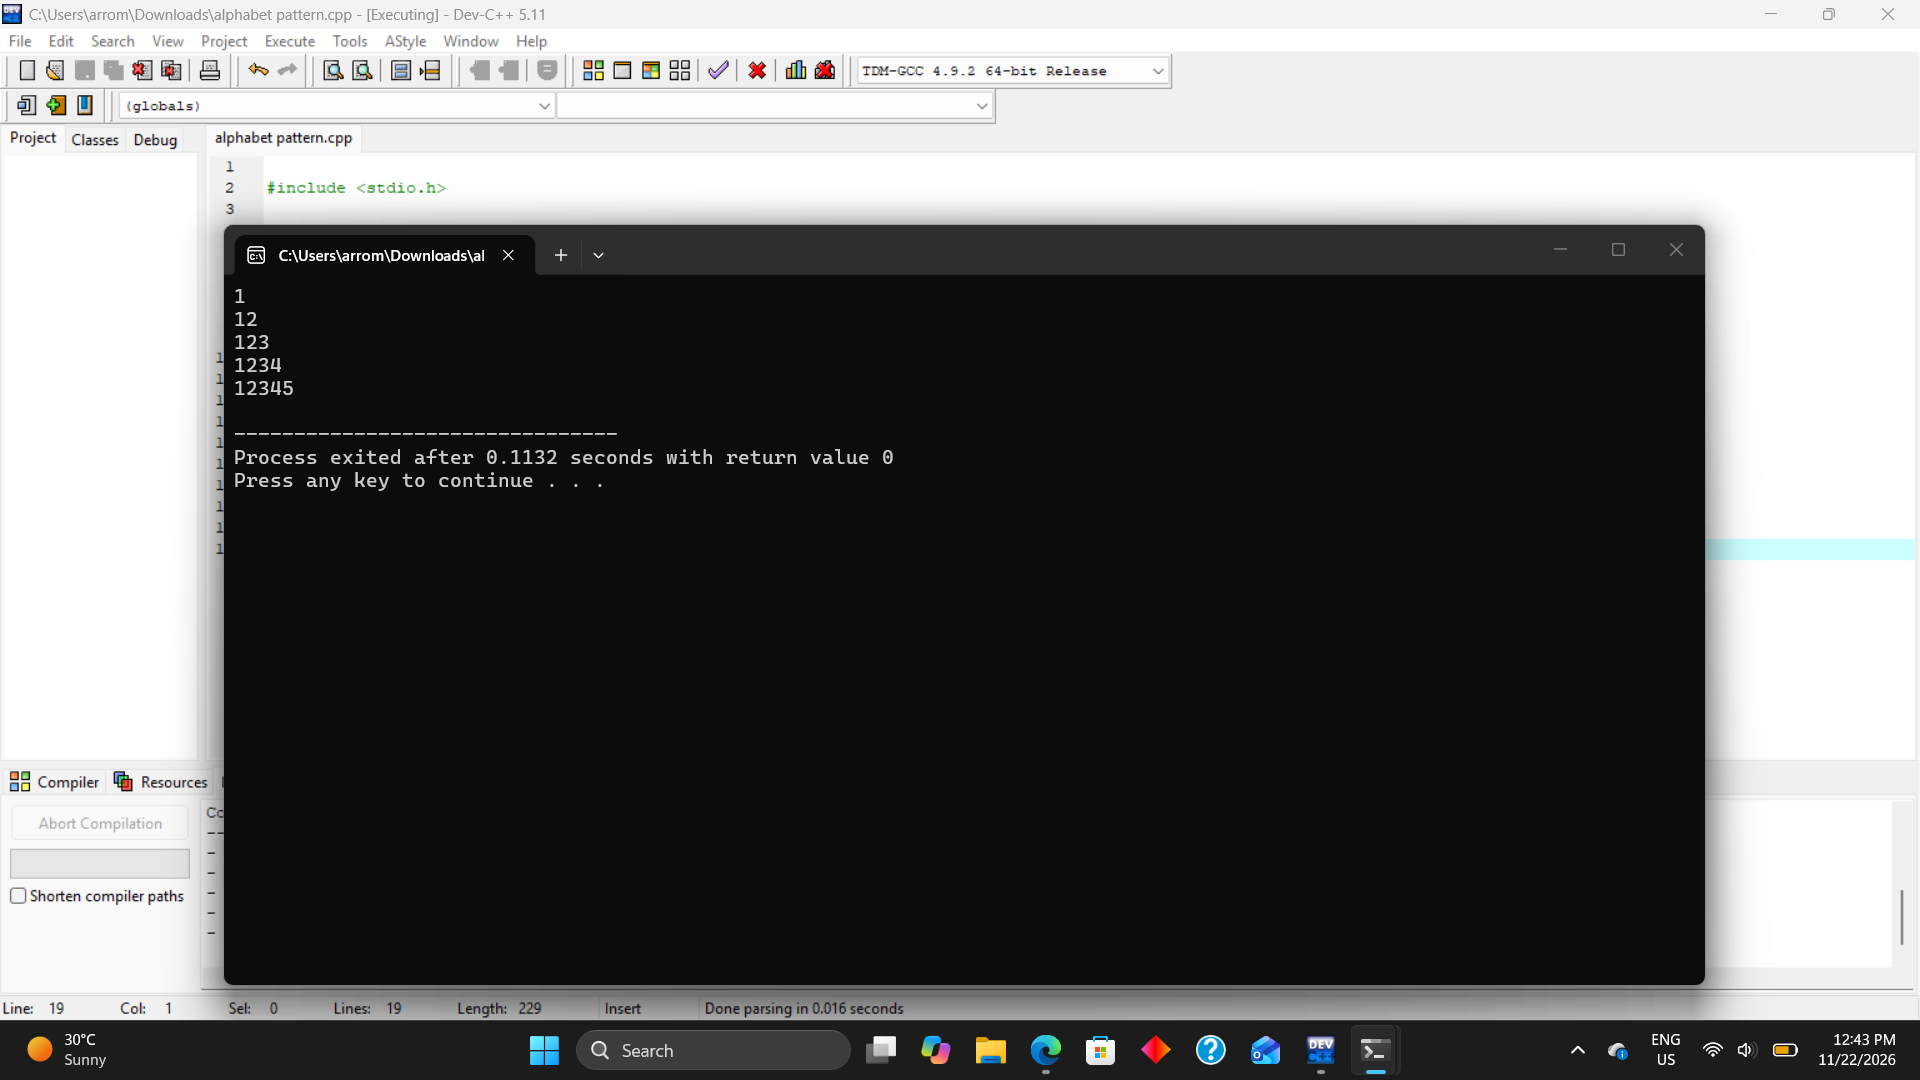 C:\Users\arrom\Downloads\alphabet pattern.cpp - [Executing] - Dev-C++ 5.11
File Edit Search View Project Execute Tools AStyle Window Help
TDM-GCC 4.9.2 64-bit Release
(globals)
Project Classes Debug
alphabet pattern.cpp
1
2 #include <stdio.h>
3
C:\Users\arrom\Downloads\al
1
12
123
1234
12345
--------------------------------
Process exited after 0.1132 seconds with return value 0
Press any key to continue . . .
Compiler Resources
Abort Compilation
Shorten compiler paths
Line: 19 Col: 1 Sel: 0 Lines: 19 Length: 229 Insert Done parsing in 0.016 seconds
30°C
Sunny
Search
DEV
ENG
US
12:43 PM
11/22/2026